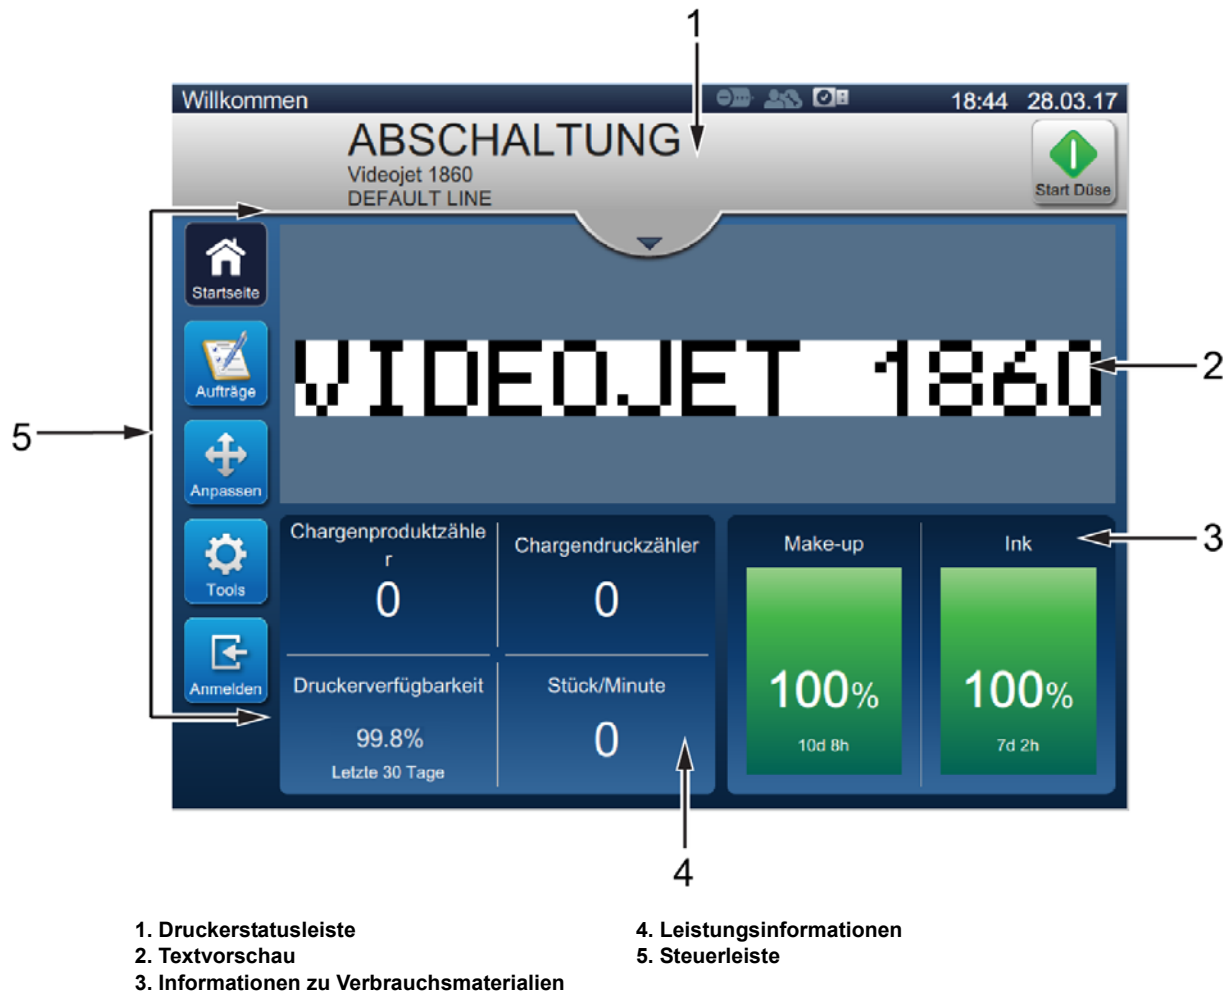 1
Willkommen 18:44 28.03.17
ABSCHALTUNG
Videojet 1860
DEFAULT LINE
Start Düse
Startseite
Aufträge
Anpassen
Tools
Anmelden
5
VIDEOJET 1860
2
Chargenproduktzähle
r
0
Chargendruckzähler
0
Druckerverfügbarkeit
99.8%
Letzte 30 Tage
Stück/Minute
0
Make-up
100%
10d 8h
Ink
100%
7d 2h
3
4
1. Druckerstatusleiste
2. Textvorschau
3. Informationen zu Verbrauchsmaterialien
4. Leistungsinformationen
5. Steuerleiste